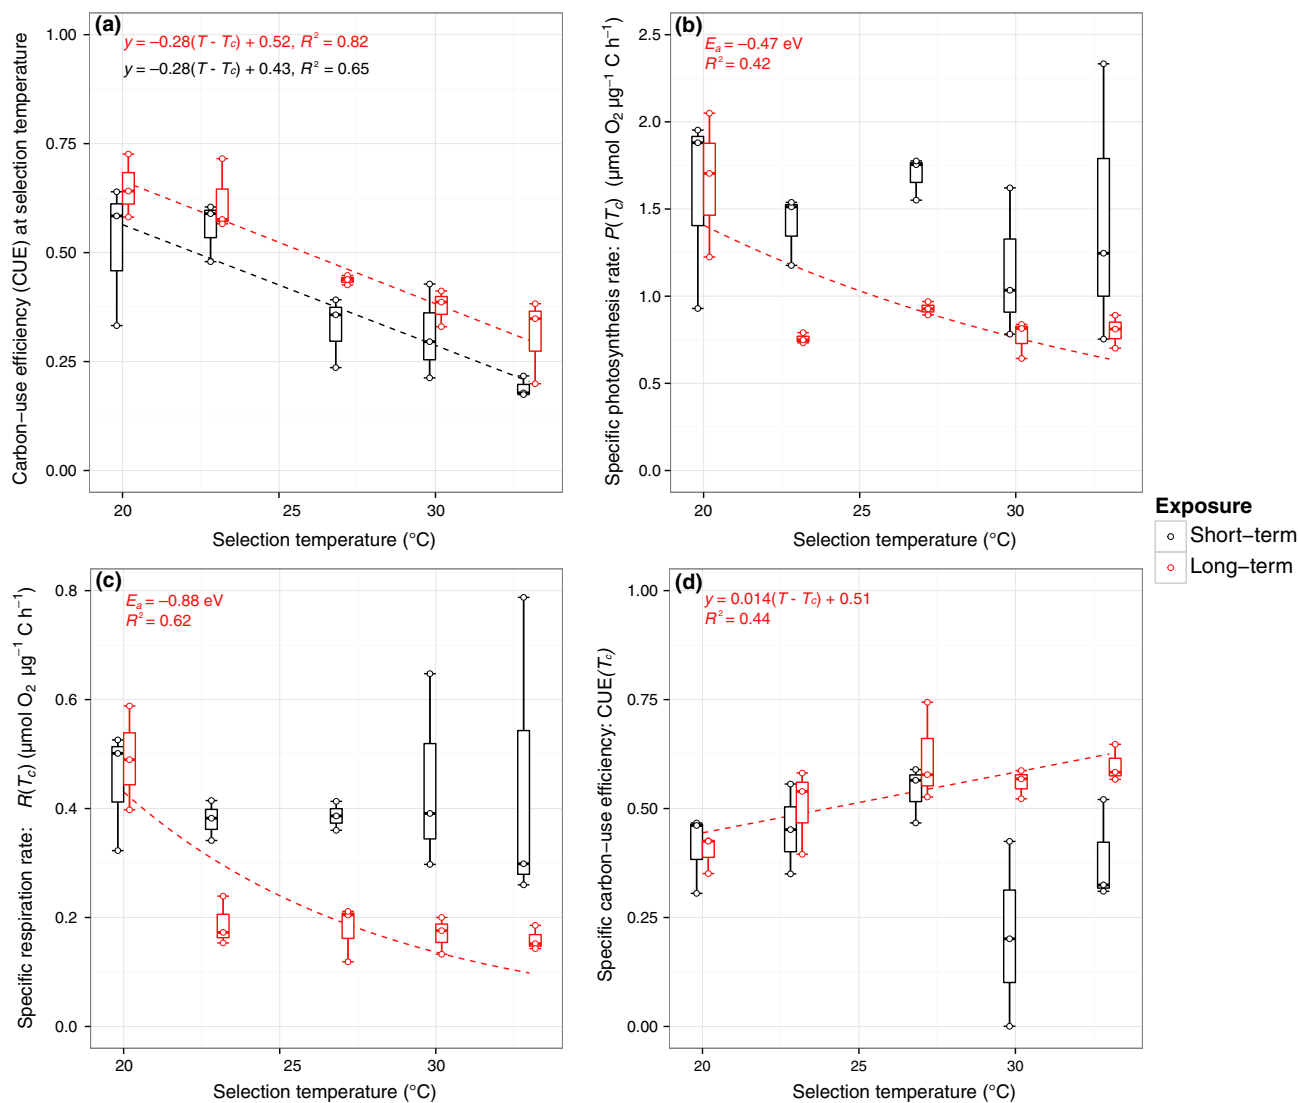 (a)
y = −0.28(T - Tc) + 0.52, R² = 0.82
y = −0.28(T - Tc) + 0.43, R² = 0.65
Carbon−use efficiency (CUE) at selection temperature
1.00
0.75
0.50
0.25
0.00
20
25
30
Selection temperature (°C)
(b)
Ea = −0.47 eV
R² = 0.42
Specific photosynthesis rate: P(Tc) (μmol O₂ μg⁻¹ C h⁻¹)
2.5
2.0
1.5
1.0
0.5
0.0
20
25
30
Selection temperature (°C)
Exposure
Short−term
Long−term
(c)
Ea = −0.88 eV
R² = 0.62
Specific respiration rate: R(Tc) (μmol O₂ μg⁻¹ C h⁻¹)
0.8
0.6
0.4
0.2
0.0
20
25
30
Selection temperature (°C)
(d)
y = 0.014(T - Tc) + 0.51
R² = 0.44
Specific carbon−use efficiency: CUE(Tc)
1.00
0.75
0.50
0.25
0.00
20
25
30
Selection temperature (°C)